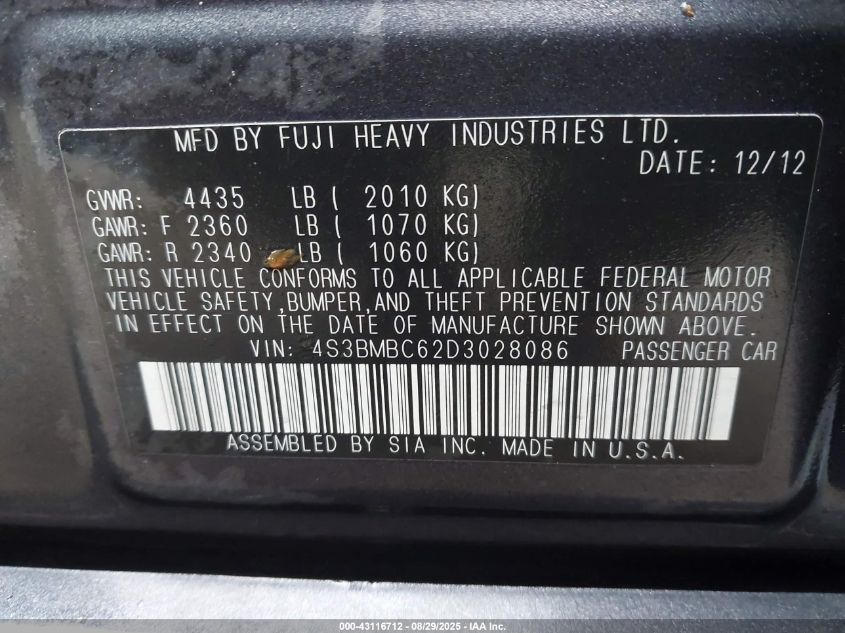 MFD BY FUJI HEAVY INDUSTRIES LTD.
DATE: 12/12
GVWR: 4435 LB ( 2010 KG)
GAWR: F 2360 LB ( 1070 KG)
GAWR: R 2340 LB ( 1060 KG)
THIS VEHICLE CONFORMS TO ALL APPLICABLE FEDERAL MOTOR
VEHICLE SAFETY,BUMPER,AND THEFT PREVENTION STANDARDS
IN EFFECT ON THE DATE OF MANUFACTURE SHOWN ABOVE.
VIN: 4S3BMBC62D3028086 PASSENGER CAR
ASSEMBLED BY SIA INC. MADE IN U.S.A.
000-43116712 - 08/29/2025 - IAA Inc.